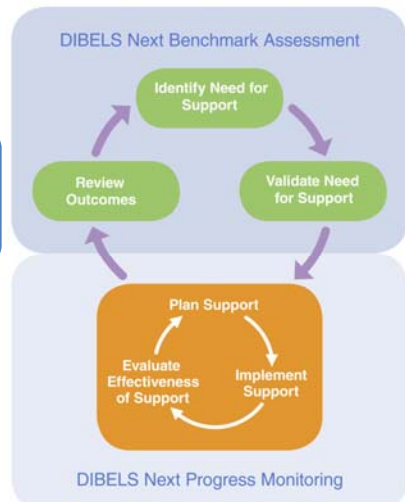 DIBELS Next Benchmark Assessment
Identify Need for
Support
Review
Outcomes
Validate Need
for Support
Plan Support
Evaluate
Effectiveness
of Support
Implement
Support
DIBELS Next Progress Monitoring